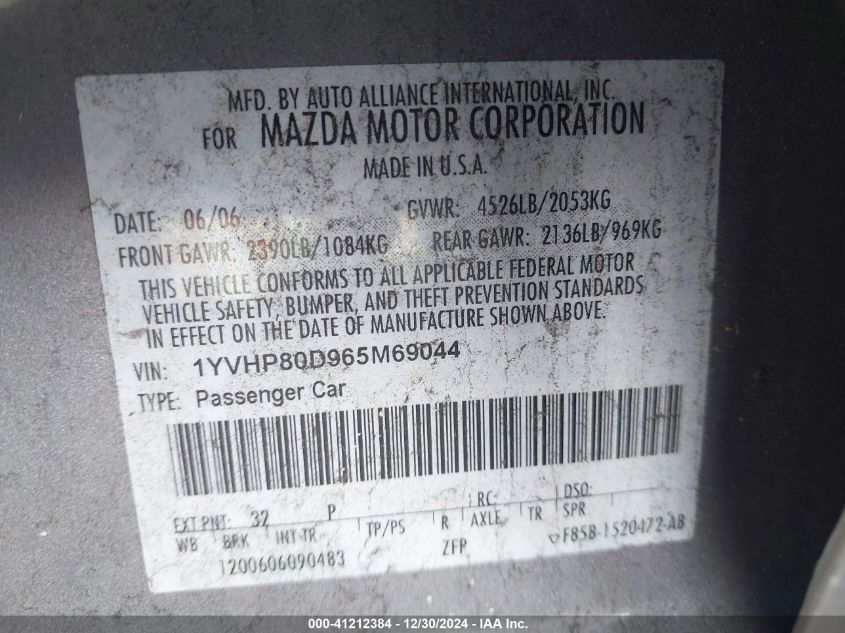 MFD. BY AUTO ALLIANCE INTERNATIONAL, INC.
FOR MAZDA MOTOR CORPORATION
MADE IN U.S.A.
DATE: 06/06 GVWR: 4526LB/2053KG
FRONT GAWR: 2390LB/1084KG REAR GAWR: 2136LB/969KG
THIS VEHICLE CONFORMS TO ALL APPLICABLE FEDERAL MOTOR
VEHICLE SAFETY, BUMPER, AND THEFT PREVENTION STANDARDS
IN EFFECT ON THE DATE OF MANUFACTURE SHOWN ABOVE.
VIN: 1YVHP80D965M69044
TYPE: Passenger Car
EXT PNT: 32 P RC: DSO:
WB BRK INT TR TP/PS R AXLE TR SPR
1200606090483 ZFP F85B-1520472-AB
000-41212384 - 12/30/2024 - IAAI.com